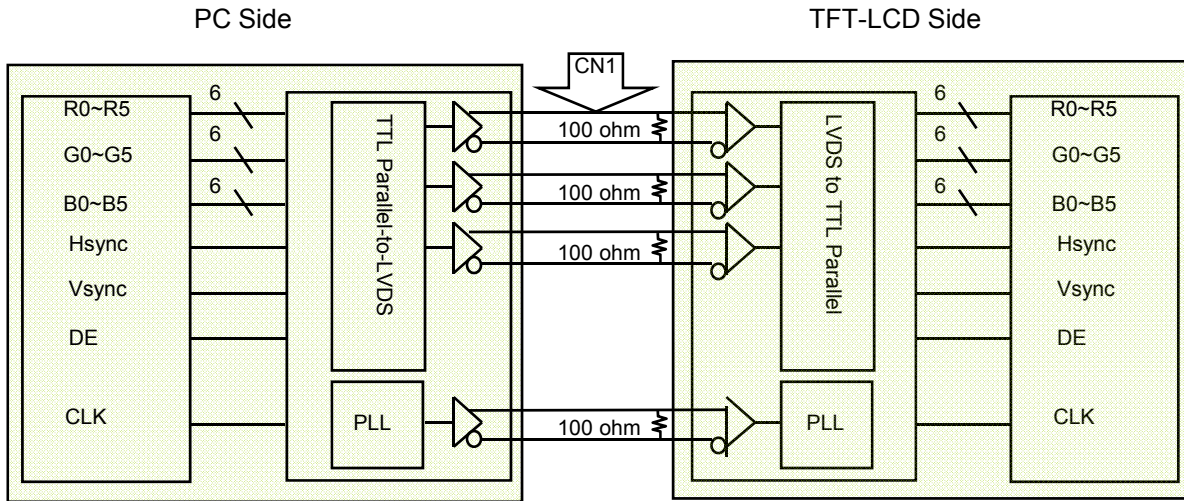 PC Side
TFT-LCD Side
CN1
R0~R5
6
G0~G5
6
B0~B5
6
Hsync
Vsync
DE
CLK
TTL Parallel-to-LVDS
PLL
100 ohm
100 ohm
100 ohm
100 ohm
LVDS to TTL Parallel
PLL
6
R0~R5
6
G0~G5
6
B0~B5
Hsync
Vsync
DE
CLK